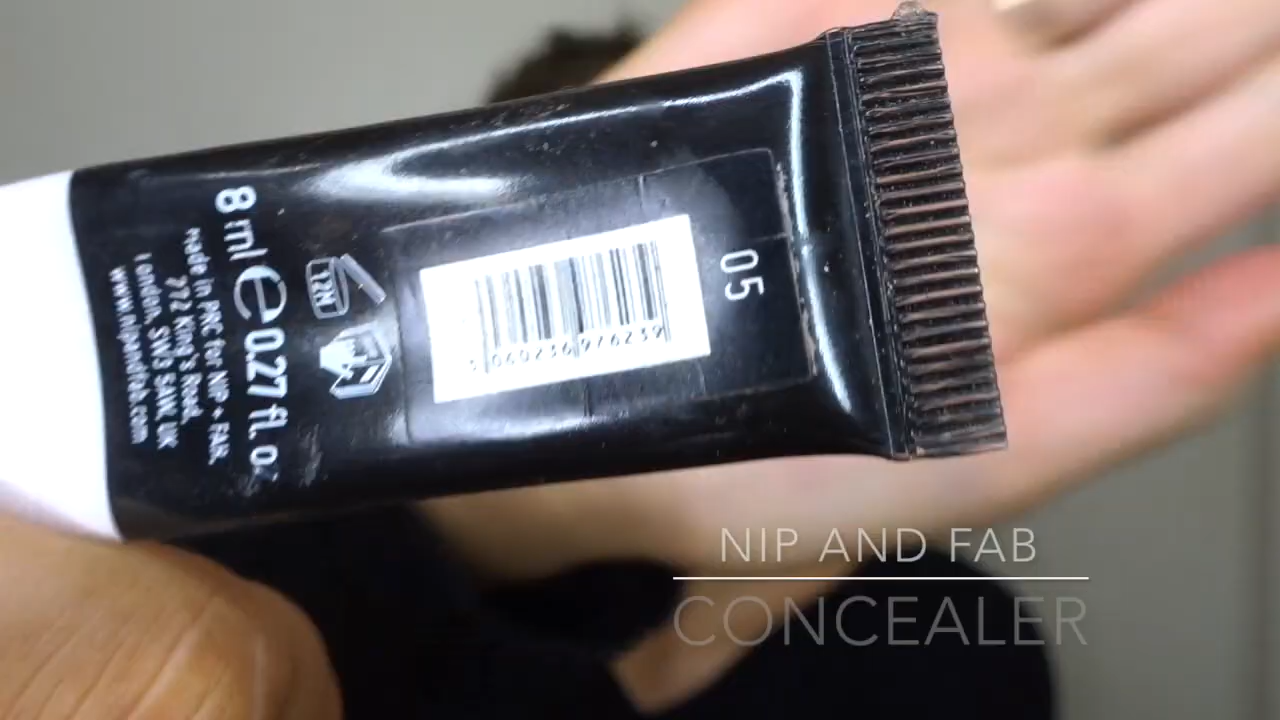 8 ml e 0.27 fl.oz
made in PRC for NIP + FAB,
272 King's Road,
London, SW3 5AW, UK
www.nipandfab.com
12M
05
NIP AND FAB
CONCEALER